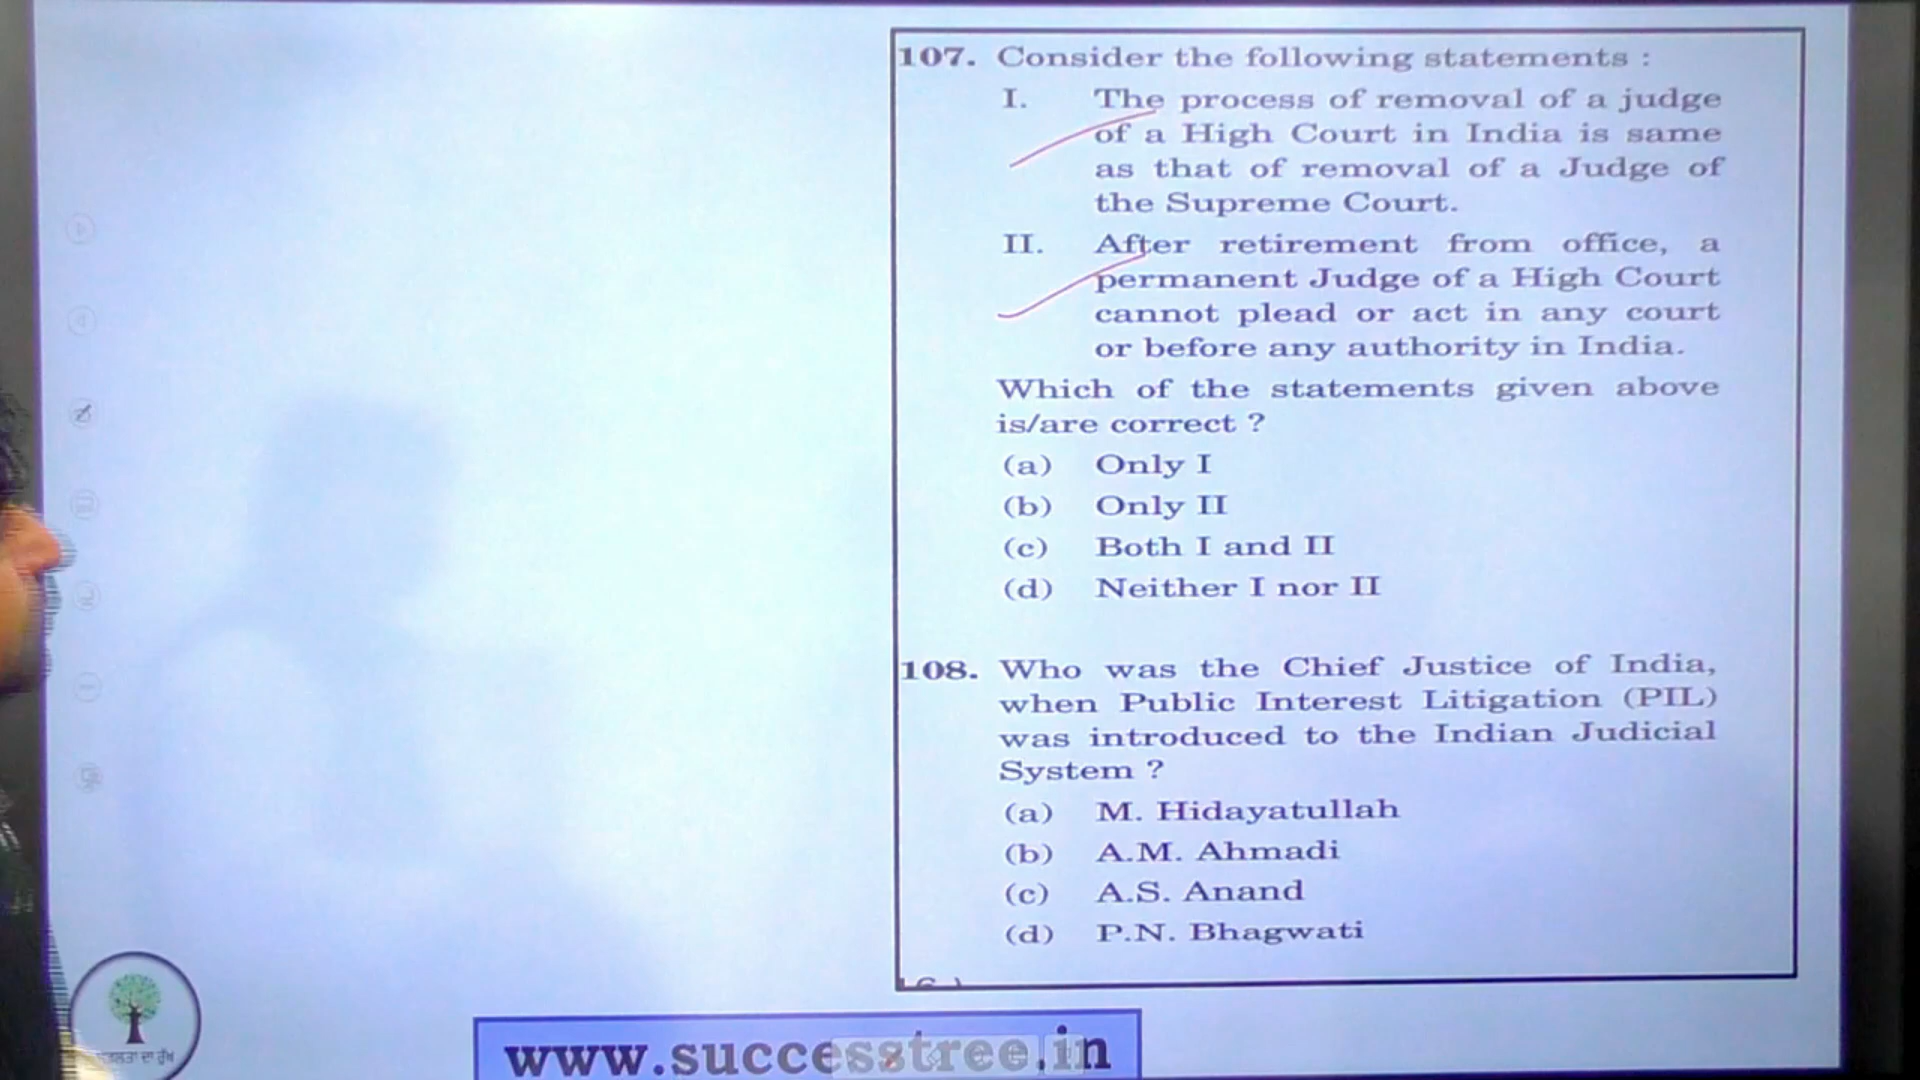 107. Consider the following statements :
I. The process of removal of a judge
of a High Court in India is same
as that of removal of a Judge of
the Supreme Court.
II. After retirement from office, a
permanent Judge of a High Court
cannot plead or act in any court
or before any authority in India.
Which of the statements given above
is/are correct ?
(a) Only I
(b) Only II
(c) Both I and II
(d) Neither I nor II
108. Who was the Chief Justice of India,
when Public Interest Litigation (PIL)
was introduced to the Indian Judicial
System ?
(a) M. Hidayatullah
(b) A.M. Ahmadi
(c) A.S. Anand
(d) P.N. Bhagwati
ਦਾ ਰੁੱਖ
www.successtree.in